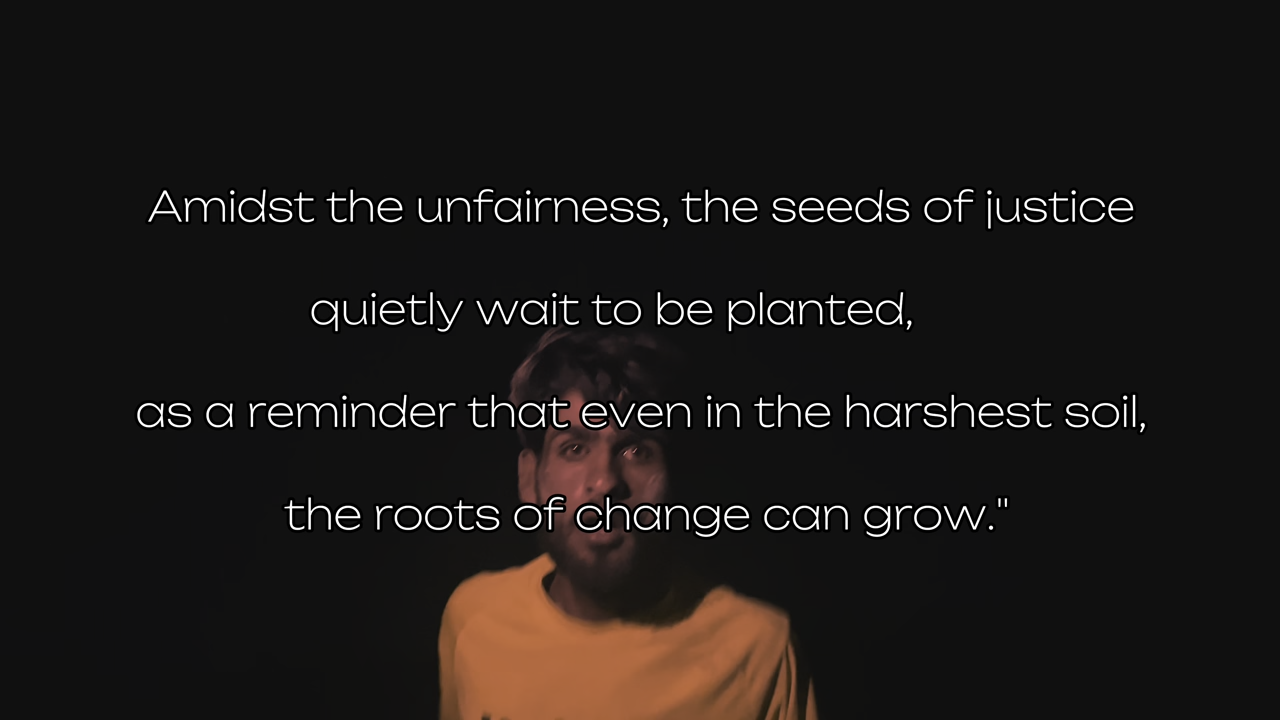 Amidst the unfairness, the seeds of justice
quietly wait to be planted,
as a reminder that even in the harshest soil,
the roots of change can grow."